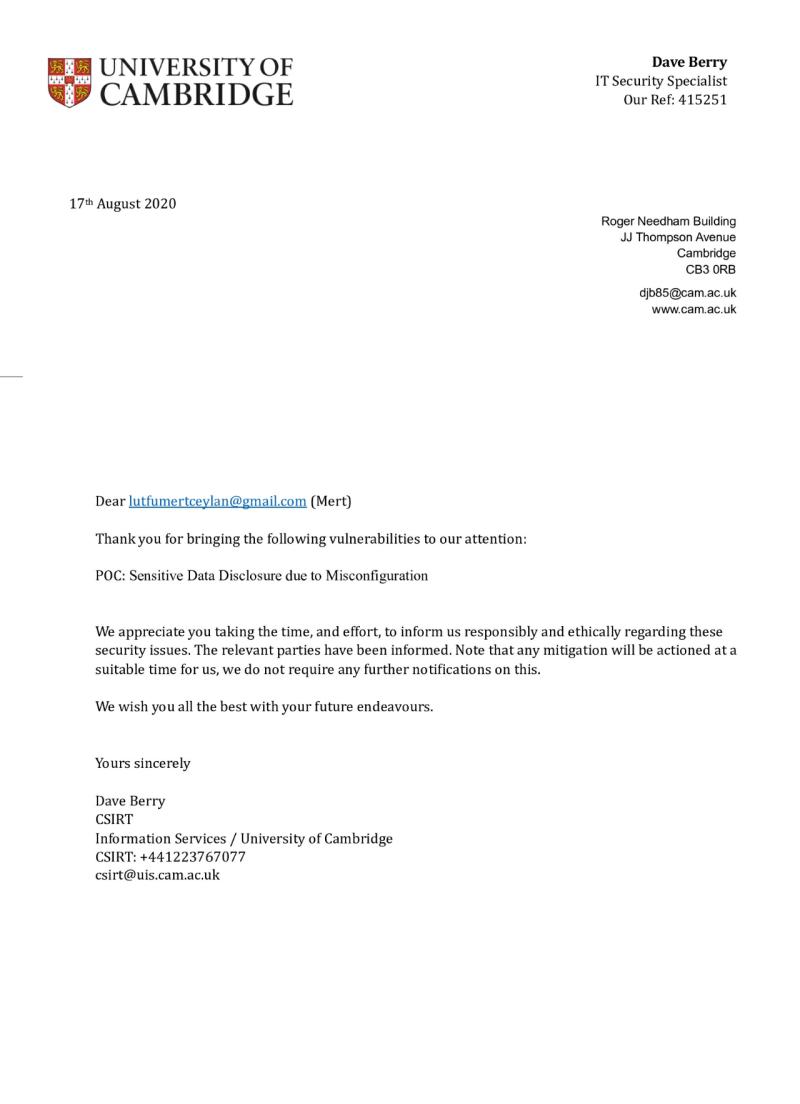 UNIVERSITY OF
CAMBRIDGE
Dave Berry
IT Security Specialist
Our Ref: 415251
17th August 2020
Roger Needham Building
JJ Thompson Avenue
Cambridge
CB3 0RB
djb85@cam.ac.uk
www.cam.ac.uk
Dear lutfumertceylan@gmail.com (Mert)
Thank you for bringing the following vulnerabilities to our attention:
POC: Sensitive Data Disclosure due to Misconfiguration
We appreciate you taking the time, and effort, to inform us responsibly and ethically regarding these
security issues. The relevant parties have been informed. Note that any mitigation will be actioned at a
suitable time for us, we do not require any further notifications on this.
We wish you all the best with your future endeavours.
Yours sincerely
Dave Berry
CSIRT
Information Services / University of Cambridge
CSIRT: +441223767077
csirt@uis.cam.ac.uk